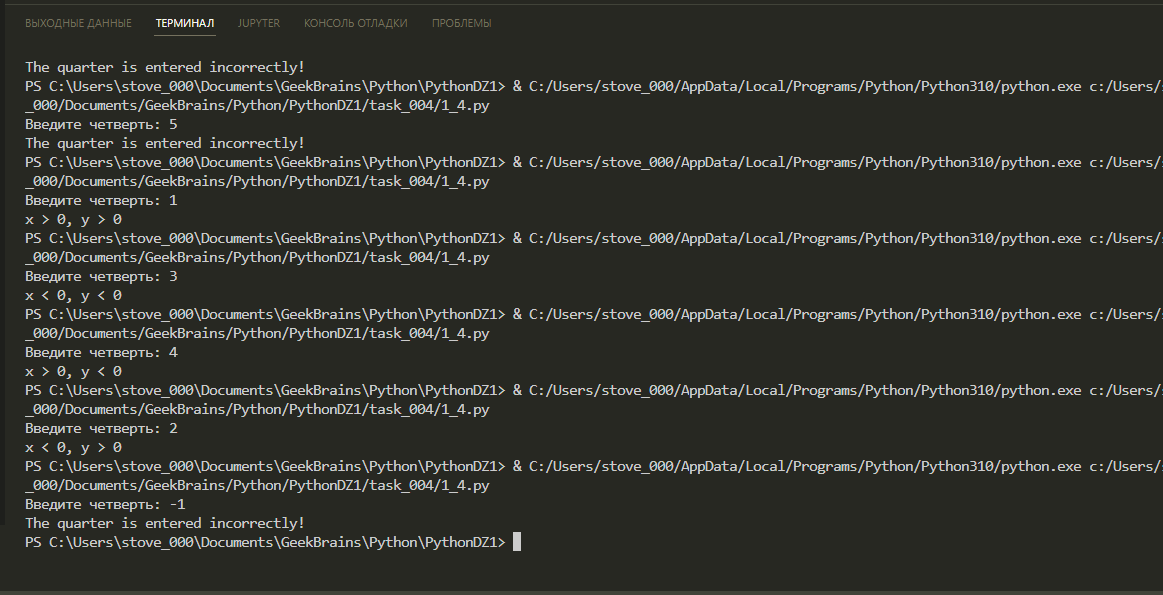 ВЫХОДНЫЕ ДАННЫЕ ТЕРМИНАЛ JUPYTER КОНСОЛЬ ОТЛАДКИ ПРОБЛЕМЫ
The quarter is entered incorrectly!
PS C:\Users\stove_000\Documents\GeekBrains\Python\PythonDZ1> & C:/Users/stove_000/AppData/Local/Programs/Python/Python310/python.exe c:/Users/s
_000/Documents/GeekBrains/Python/PythonDZ1/task_004/1_4.py
Введите четверть: 5
The quarter is entered incorrectly!
PS C:\Users\stove_000\Documents\GeekBrains\Python\PythonDZ1> & C:/Users/stove_000/AppData/Local/Programs/Python/Python310/python.exe c:/Users/s
_000/Documents/GeekBrains/Python/PythonDZ1/task_004/1_4.py
Введите четверть: 1
x > 0, y > 0
PS C:\Users\stove_000\Documents\GeekBrains\Python\PythonDZ1> & C:/Users/stove_000/AppData/Local/Programs/Python/Python310/python.exe c:/Users/s
_000/Documents/GeekBrains/Python/PythonDZ1/task_004/1_4.py
Введите четверть: 3
x < 0, y < 0
PS C:\Users\stove_000\Documents\GeekBrains\Python\PythonDZ1> & C:/Users/stove_000/AppData/Local/Programs/Python/Python310/python.exe c:/Users/s
_000/Documents/GeekBrains/Python/PythonDZ1/task_004/1_4.py
Введите четверть: 4
x > 0, y < 0
PS C:\Users\stove_000\Documents\GeekBrains\Python\PythonDZ1> & C:/Users/stove_000/AppData/Local/Programs/Python/Python310/python.exe c:/Users/s
_000/Documents/GeekBrains/Python/PythonDZ1/task_004/1_4.py
Введите четверть: 2
x < 0, y > 0
PS C:\Users\stove_000\Documents\GeekBrains\Python\PythonDZ1> & C:/Users/stove_000/AppData/Local/Programs/Python/Python310/python.exe c:/Users/s
_000/Documents/GeekBrains/Python/PythonDZ1/task_004/1_4.py
Введите четверть: -1
The quarter is entered incorrectly!
PS C:\Users\stove_000\Documents\GeekBrains\Python\PythonDZ1>